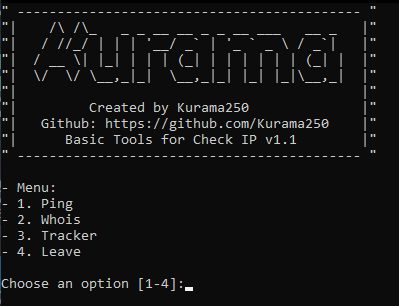 Kurama
Created by Kurama250
Github: https://github.com/Kurama250
Basic Tools for Check IP v1.1
- Menu:
- 1. Ping
- 2. Whois
- 3. Tracker
- 4. Leave
Choose an option [1-4]: